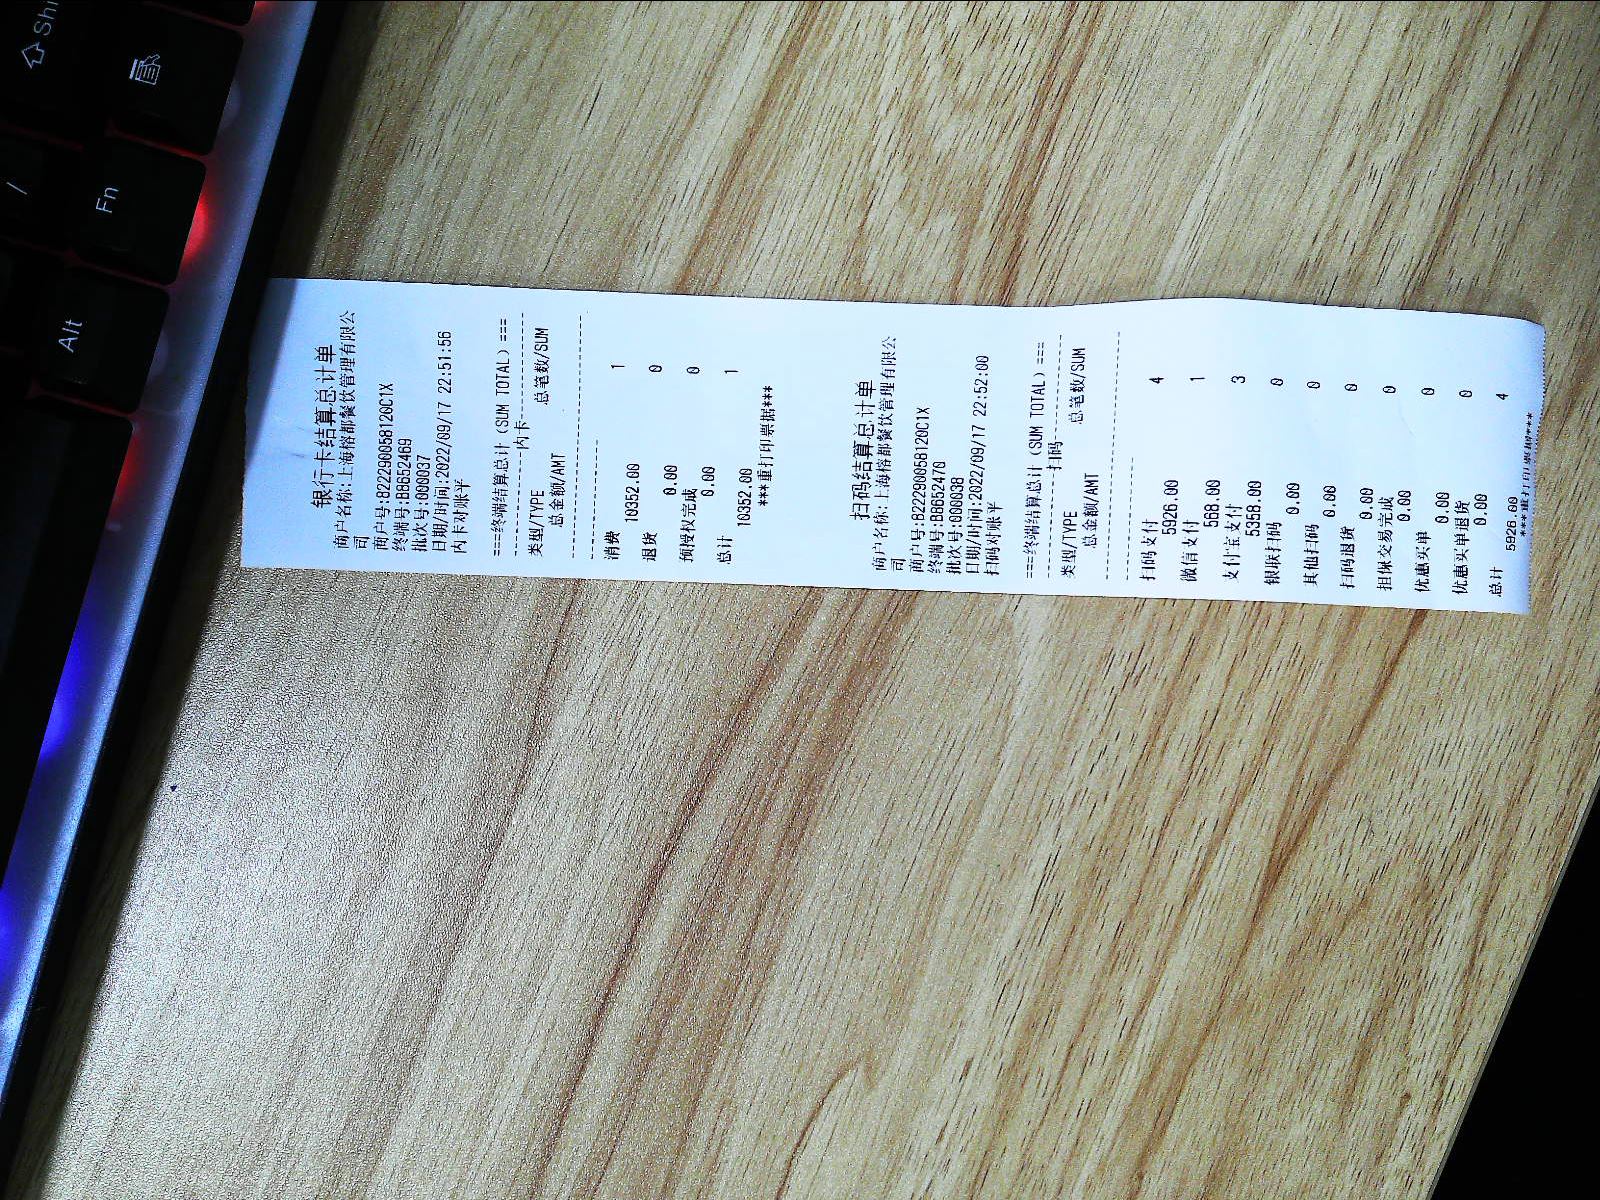 Shi
/
Fn
Alt
银行卡结算总计单
商户名称:上海榕都餐饮管理有限公
司
商户号:822290058120C1X
终端号:B8652469
批次号:000037
日期/时间:2022/09/17 22:51:56
内卡对账平
===终端结算总计(SUM TOTAL)===
----------内卡----------
类型/TYPE
总金额/AMT 总笔数/SUM
消费
10352.00 1
退货
0.00 0
预授权完成
0.00 0
总计
10352.00 1
***重打印票据***
扫码结算总计单
商户名称:上海榕都餐饮管理有限公
司
商户号:822290058120C1X
终端号:B8652470
批次号:000038
日期/时间:2022/09/17 22:52:00
扫码对账平
===终端结算总计(SUM TOTAL)===
----------扫码----------
类型/TYPE
总金额/AMT 总笔数/SUM
扫码支付
5926.00 4
微信支付
568.00 1
支付宝支付
5358.00 3
银联扫码
0.00 0
其他扫码
0.00 0
扫码退货
0.00 0
担保交易完成
0.00 0
优惠买单
0.00 0
优惠买单退货
0.00 0
总计
5926.00 4
***重打印票据***